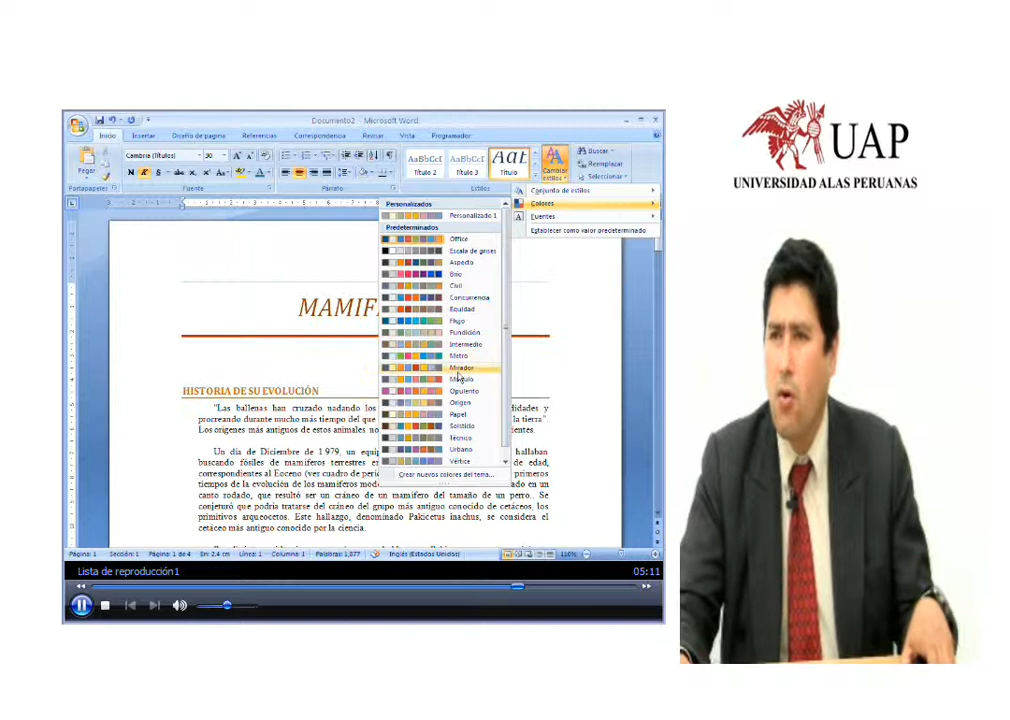 Documento2 - Microsoft Word
Inicio Insertar Diseño de página Referencias Correspondencia Revisar Vista Programador
Cambria (Títulos) 30
AaBbCcI AaBbCcI AaE
Pegar
Título 2 Título 3 Título
Cambiar estilos
Buscar
Reemplazar
Seleccionar
Portapapeles Fuente Párrafo Estilos
Conjunto de estilos
Colores
Fuentes
Establecer como valor predeterminado
Personalizados
Personalizado 1
Predeterminados
Office
Escala de grises
Aspecto
Brío
Civil
Concurrencia
Equidad
Flujo
Fundición
Intermedio
Metro
Mirador
Opulento
Origen
Papel
Solsticio
Técnico
Urbano
Vértice
Crear nuevos colores del tema...
MAMIF
HISTORIA DE SU EVOLUCIÓN
"Las ballenas han cruzado nadando los
procreando durante mucho más tiempo del que la tierra".
Los orígenes más antiguos de estos animales
Un día de Diciembre de 1.979, un hallaban
buscando fósiles de mamíferos terrestres de edad,
correspondientes al Eoceno (ver cuadro de primeros
tiempos de la evolución de los mamíferos en un
canto rodado, que resultó ser un cráneo de un mamífero del tamaño de un perro.. Se
conjeturó que podría tratarse del cráneo del grupo más antiguo conocido de cetáceos, los
primitivos arqueocetos. Este hallazgo, denominado Pakicetus inachus, se considera el
cetáceo más antiguo conocido por la ciencia.
Página: 1 Sección: 1 Página: 1 de 4 En: 2.4 cm Línea: 1 Columna: 1 Palabras: 1,877 Inglés (Estados Unidos) 110%
Lista de reproducción1 05:11
UAP
UNIVERSIDAD ALAS PERUANAS